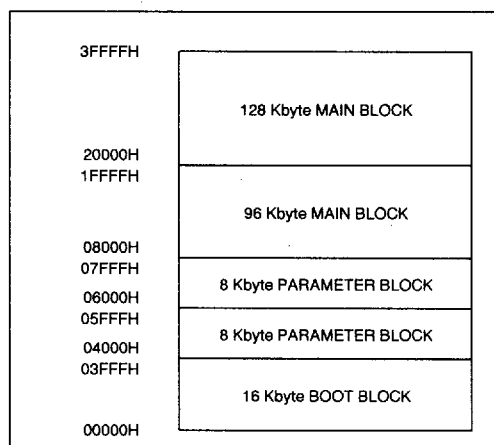 3FFFFH
128 Kbyte MAIN BLOCK
20000H
1FFFFH
96 Kbyte MAIN BLOCK
08000H
07FFFH
8 Kbyte PARAMETER BLOCK
06000H
05FFFH
8 Kbyte PARAMETER BLOCK
04000H
03FFFH
16 Kbyte BOOT BLOCK
00000H